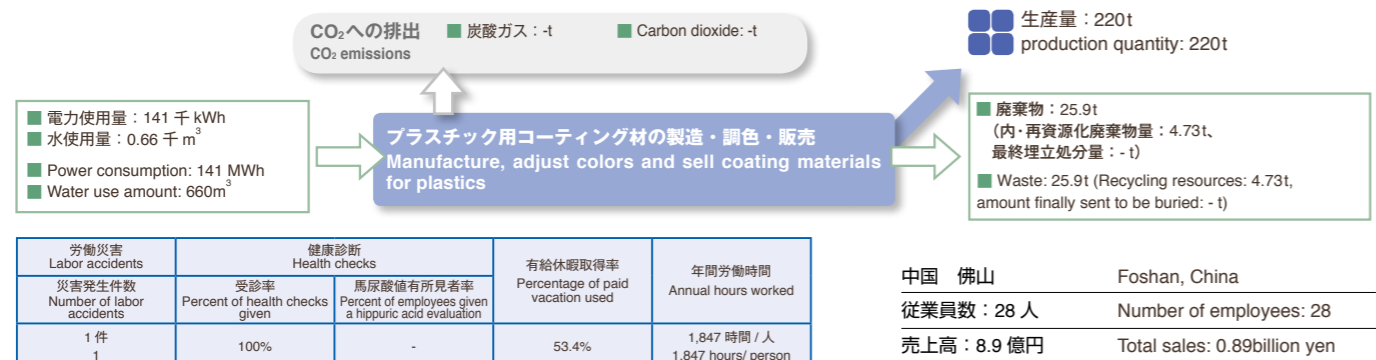 CO₂への排出
CO₂ emissions
■ 炭酸ガス：-t
■ Carbon dioxide: -t
生産量：220t
production quantity: 220t
■ 電力使用量：141 千 kWh
■ 水使用量：0.66 千 m³
■ Power consumption: 141 MWh
■ Water use amount: 660m³
プラスチック用コーティング材の製造・調色・販売
Manufacture, adjust colors and sell coating materials
for plastics
■ 廃棄物：25.9t
（内・再資源化廃棄物量：4.73t、
最終埋立処分量：- t）
■ Waste: 25.9t (Recycling resources: 4.73t,
amount finally sent to be buried: - t)
労働災害
Labor accidents
健康診断
Health checks
有給休暇取得率
Percentage of paid
vacation used
年間労働時間
Annual hours worked
災害発生件数
Number of labor
accidents
受診率
Percent of health checks
given
馬尿酸値有所見者率
Percent of employees given
a hippuric acid evaluation
1 件
1
100%
-
53.4%
1,847 時間 / 人
1,847 hours/ person
中国　佛山
Foshan, China
従業員数：28 人
Number of employees: 28
売上高：8.9 億円
Total sales: 0.89billion yen